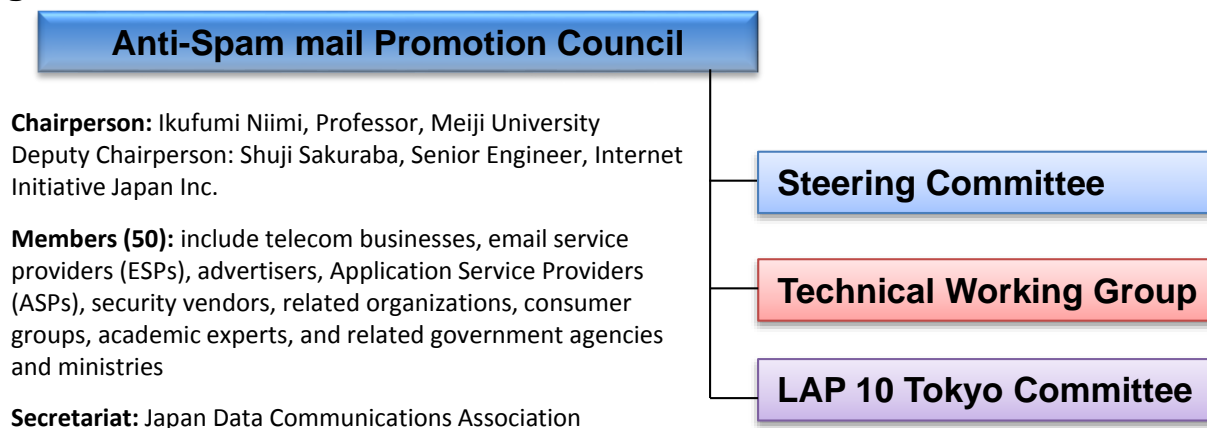 Anti-Spam mail Promotion Council
Chairperson: Ikufumi Niimi, Professor, Meiji University
Deputy Chairperson: Shuji Sakuraba, Senior Engineer, Internet
Initiative Japan Inc.
Members (50): include telecom businesses, email service
providers (ESPs), advertisers, Application Service Providers
(ASPs), security vendors, related organizations, consumer
groups, academic experts, and related government agencies
and ministries
Secretariat: Japan Data Communications Association
Steering Committee
Technical Working Group
LAP 10 Tokyo Committee